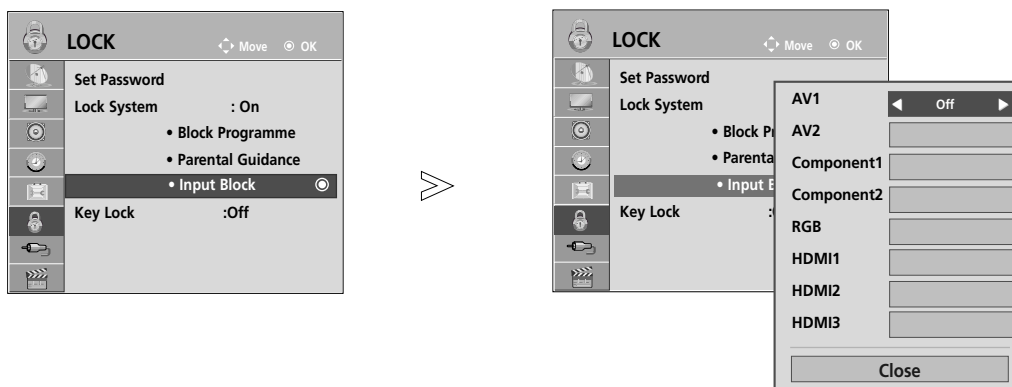 LOCK
Move OK
Set Password
Lock System : On
• Block Programme
• Parental Guidance
• Input Block
Key Lock :Off
LOCK
Move OK
Set Password
Lock System
• Block P
• Parenta
• Input
Key Lock :
AV1 Off
AV2
Component1
Component2
RGB
HDMI1
HDMI2
HDMI3
Close